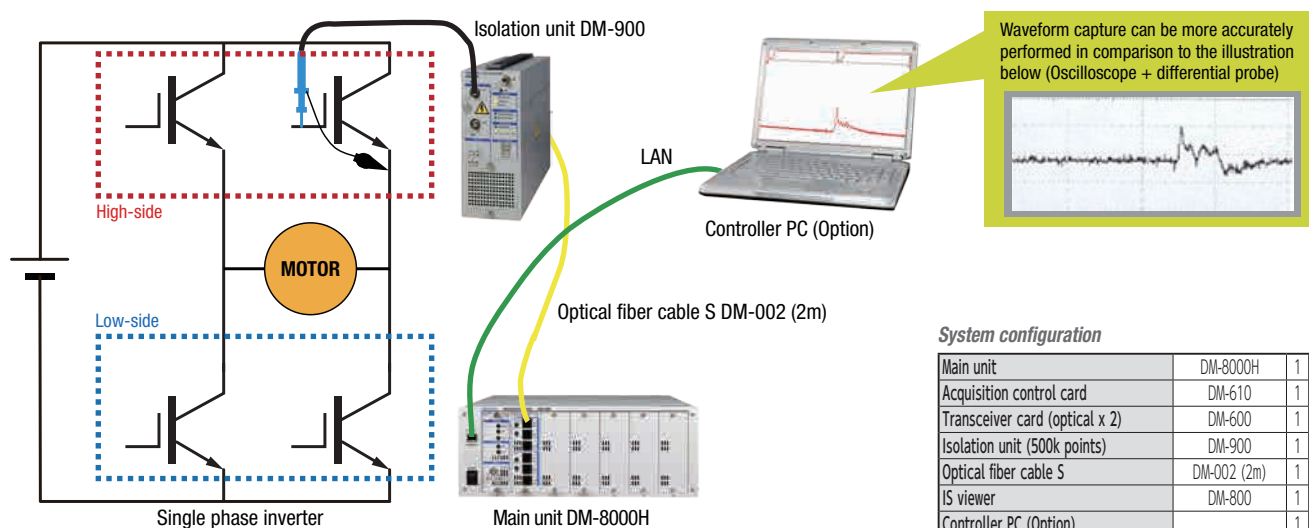 Isolation unit DM-900
Waveform capture can be more accurately
performed in comparison to the illustration
below (Oscilloscope + differential probe)
High-side
LAN
Controller PC (Option)
MOTOR
Optical fiber cable S DM-002 (2m)
Low-side
System configuration
Main unit DM-8000H 1
Acquisition control card DM-610 1
Transceiver card (optical x 2) DM-600 1
Isolation unit (500k points) DM-900 1
Optical fiber cable S DM-002 (2m) 1
IS viewer DM-800 1
Controller PC (Option) 1
Single phase inverter
Main unit DM-8000H